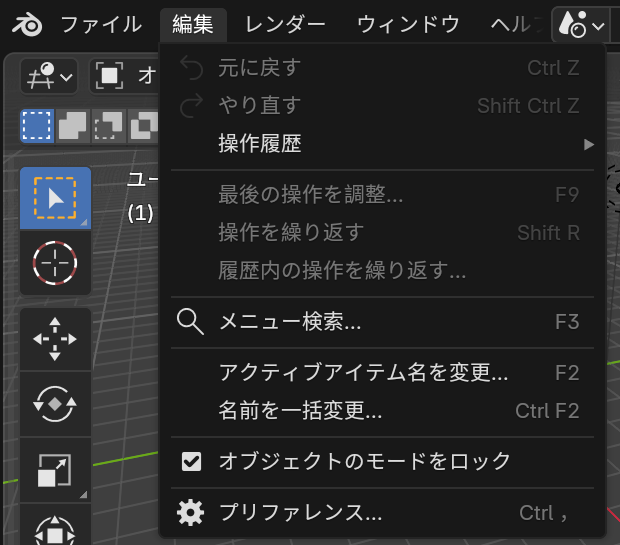 ファイル 編集 レンダー ウィンドウ ヘル
オ
元に戻す Ctrl Z
やり直す Shift Ctrl Z
操作履歴
ユー
(1)
最後の操作を調整... F9
操作を繰り返す Shift R
履歴内の操作を繰り返す...
メニュー検索... F3
アクティブアイテム名を変更... F2
名前を一括変更... Ctrl F2
オブジェクトのモードをロック
プリファレンス... Ctrl ,